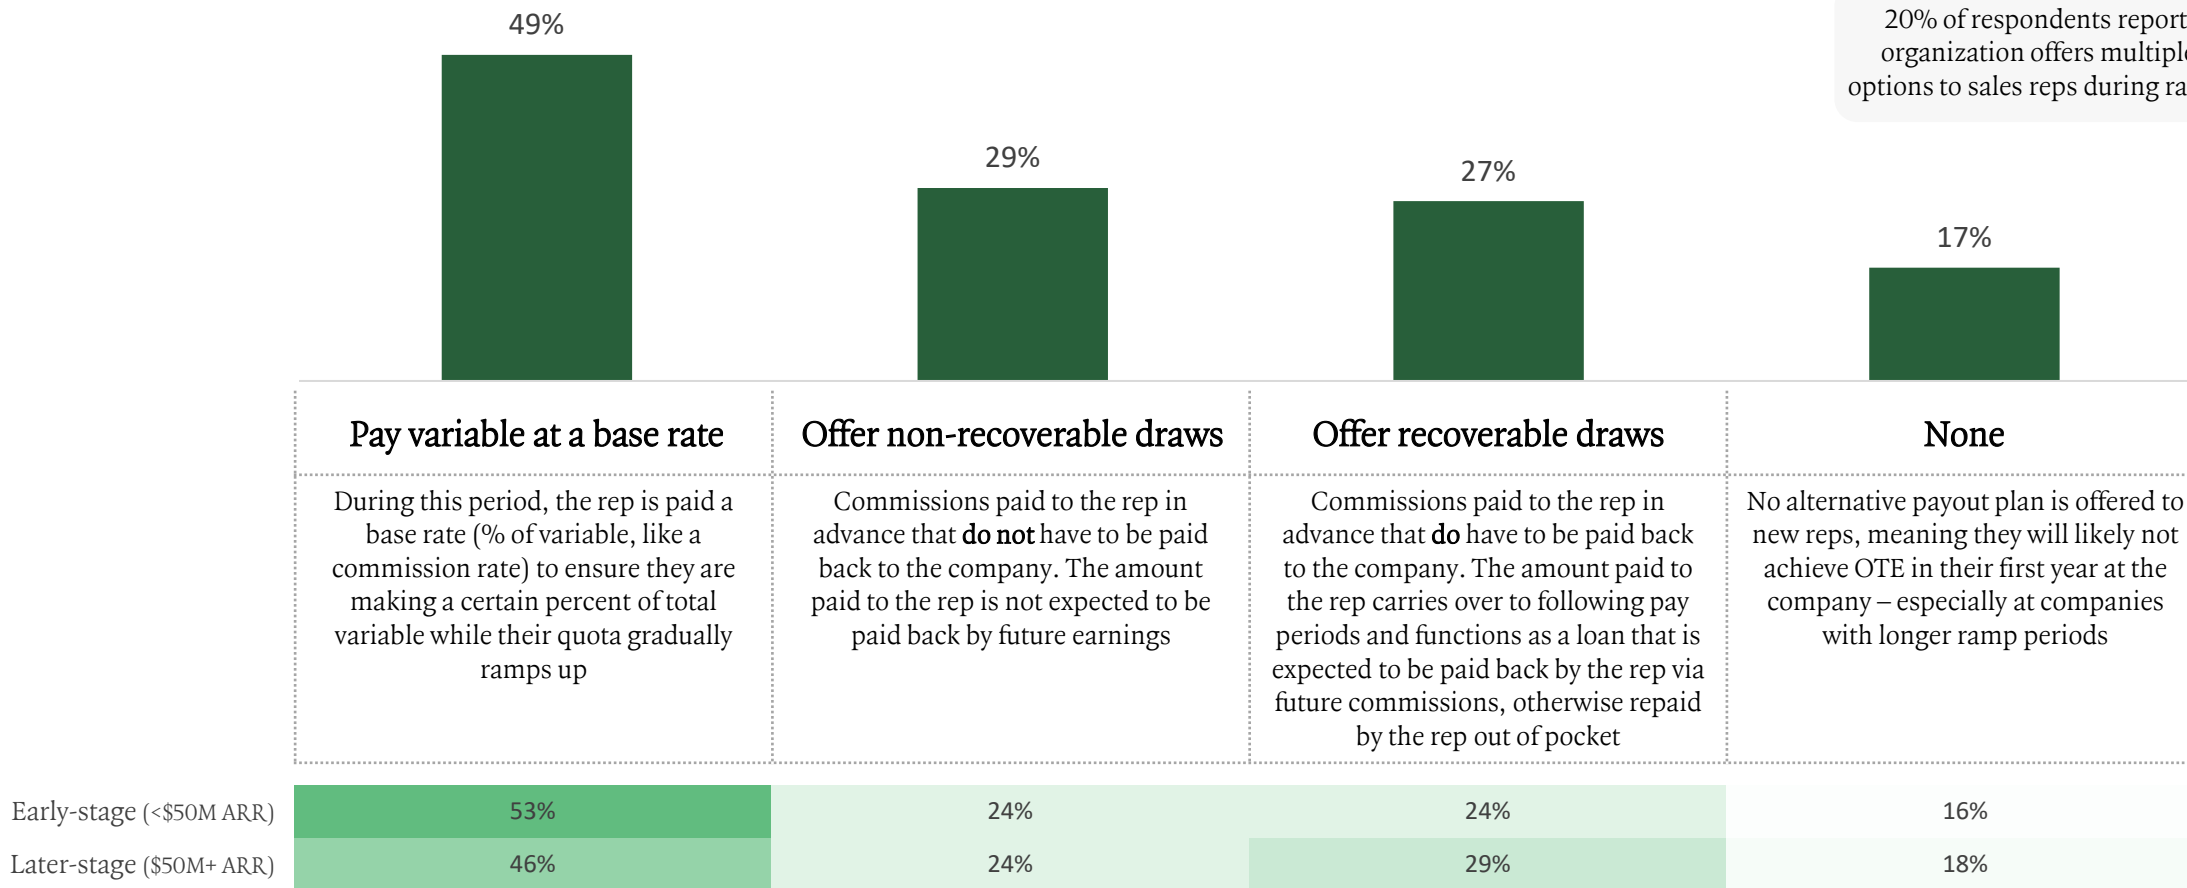 49%
29%
27%
17%
20% of respondents report
organization offers multiple
options to sales reps during
Pay variable at a base rate
During this period, the rep is paid a
base rate (% of variable, like a
commission rate) to ensure they are
making a certain percent of total
variable while their quota gradually
ramps up
Offer non-recoverable draws
Commissions paid to the rep in
advance that do not have to be paid
back to the company. The amount
paid to the rep is not expected to be
paid back by future earnings
Offer recoverable draws
Commissions paid to the rep in
advance that do have to be paid back
to the company. The amount paid to
the rep carries over to following pay
periods and functions as a loan that is
expected to be paid back by the rep via
future commissions, otherwise repaid
by the rep out of pocket
None
No alternative payout plan is offered to
new reps, meaning they will likely not
achieve OTE in their first year at the
company – especially at companies
with longer ramp periods
Early-stage (<$50M ARR) 53% 24% 24% 16%
Later-stage ($50M+ ARR) 46% 24% 29% 18%